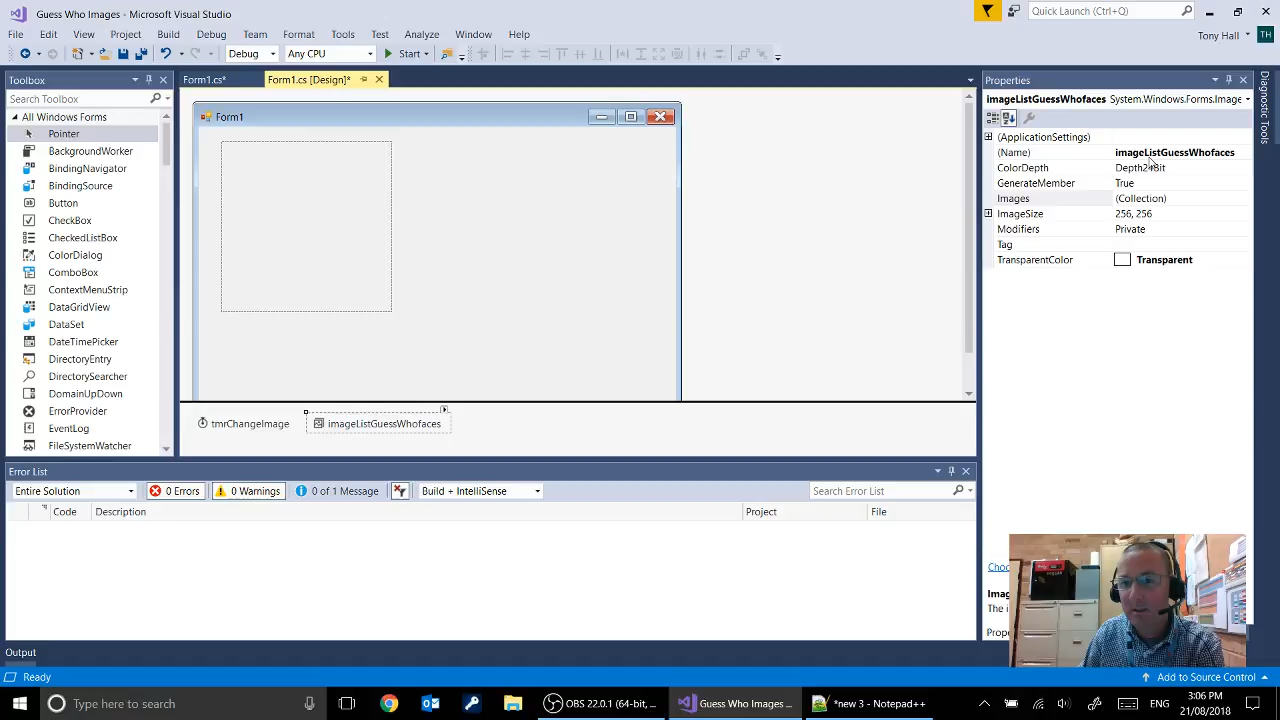 Guess Who Images - Microsoft Visual Studio
Quick Launch (Ctrl+Q)
File Edit View Project Build Debug Team Format Tools Test Analyze Window Help
Tony Hall TH
Debug Any CPU Start
Toolbox
Search Toolbox
All Windows Forms
Pointer
BackgroundWorker
BindingNavigator
BindingSource
Button
CheckBox
CheckedListBox
ColorDialog
ComboBox
ContextMenuStrip
DataGridView
DataSet
DateTimePicker
DirectoryEntry
DirectorySearcher
DomainUpDown
ErrorProvider
EventLog
FileSystemWatcher
Form1.cs* Form1.cs [Design]*
Form1
tmrChangeImage imageListGuessWhofaces
Properties
imageListGuessWhofaces System.Windows.Forms.Image
(ApplicationSettings)
(Name) imageListGuessWhofaces
ColorDepth Depth24Bit
GenerateMember True
Images (Collection)
ImageSize 256, 256
Modifiers Private
Tag
TransparentColor Transparent
Diagnostic Tools
Error List
Entire Solution 0 Errors 0 Warnings 0 of 1 Message Build + IntelliSense Search Error List
Code Description Project File
Choo
Imag
The i
Prope
Output
Ready Add to Source Control
Type here to search OBS 22.0.1 (64-bit, ... Guess Who Images ... *new 3 - Notepad++ ENG 3:06 PM
21/08/2018